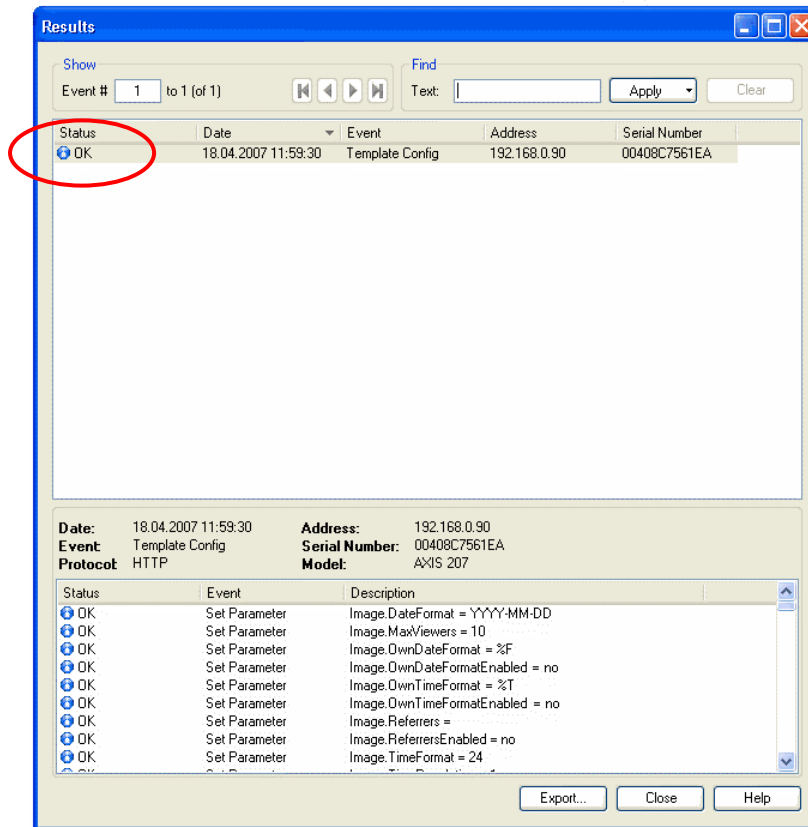 Results
Show
Event # 1 to 1 (of 1)
Find
Text: Apply Clear
Status Date Event Address Serial Number
OK 18.04.2007 11:59:30 Template Config 192.168.0.90 00408C7561EA
Date: 18.04.2007 11:59:30 Address: 192.168.0.90
Event: Template Config Serial Number: 00408C7561EA
Protocol: HTTP Model: AXIS 207
Status Event Description
OK Set Parameter Image.DateFormat = YYYY-MM-DD
OK Set Parameter Image.MaxViewers = 10
OK Set Parameter Image.OwnDateFormat = %F
OK Set Parameter Image.OwnDateFormatEnabled = no
OK Set Parameter Image.OwnTimeFormat = %T
OK Set Parameter Image.OwnTimeFormatEnabled = no
OK Set Parameter Image.Referrers =
OK Set Parameter Image.ReferrersEnabled = no
OK Set Parameter Image.TimeFormat = 24
Export... Close Help